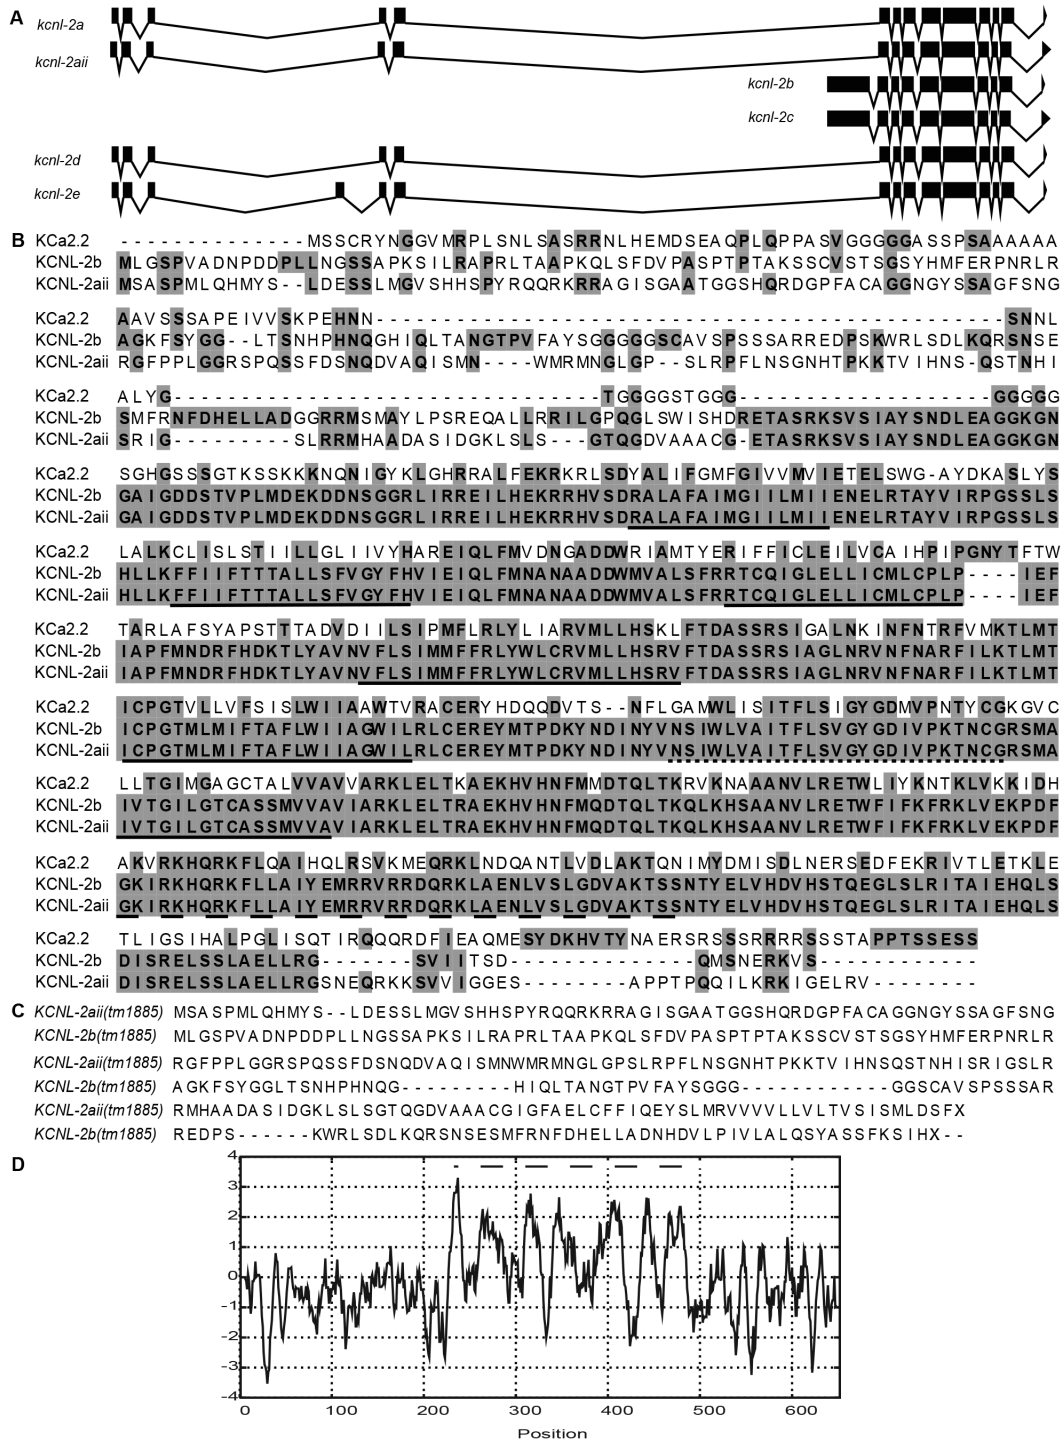 A
kcnl-2a
kcnl-2aii
kcnl-2b
kcnl-2c
kcnl-2d
kcnl-2e
B
KCa2.2 --------------MSSCRYNGGVMRPLSNLSASRRNLHEMDSEAQPLQPPASVGGGGGASSPSAAAAAA
KCNL-2b MLGSPVADNPDDPLLNGSSAPKSILRAPRLTAAPKQLSFDVPASPTPTAKSSCVSTSGSYHMFERPNRLR
KCNL-2aii MSASPMLQHMYS--LDESSLMGVSHHSPYRQQRKRRAGISGAATGGSHQRDGPFACAGGNGYSSAGFSNG
KCa2.2 AAVSSSAPEIVVSKPEHNN-----------------------------------------------SNNL
KCNL-2b AGKFSYGG--LTSNHPHNQGHIQLTANGTPVFAYSGGGGGGSCAVSPSSSARREDPSKWRLSDLKQRSNSE
KCNL-2aii RGFPPLGGRSPQSSFDSNQDVAQISMN----WMRMNGLGP---SLRPFLNSGNHTPKKTVIHNS-QSTNHI
KCa2.2 ALYG--------------------------------TGGGGSTGGG-------------------GGGGG
KCNL-2b SMFRNFDHELLADGGRRMSMAYLPSREQALLRRILGPQGLSWISHDRETASRKSVSIAYSNDLEAGGKGN
KCNL-2aii SRIG---------SLRRMHAADASIDGKLSLS---GTQGDVAAACG-ETASRKSVSIAYSNDLEAGGKGN
KCa2.2 SGHGSSSGTKSSKKKNQNIGYKLGHRRALFEKRKRLSDYALIFGMFGIVVMVIETELSWG-AYDKASLYS
KCNL-2b GAIGDDSTVPLMDEKDDNSGGRLIRREILHEKRRHVSDRALAFAIMGIILMIIENELRTAYVIRPGSSLS
KCNL-2aii GAIGDDSTVPLMDEKDDNSGGRLIRREILHEKRRHVSDRALAFAIMGIILMIIENELRTAYVIRPGSSLS
KCa2.2 LALKCLISLSTIILLGLIIVYHAREIQLFMVDNGADDWRIAMTYERIFFICLEILVCAIHPIPGNYTFTW
KCNL-2b HLLKFFIIFTTTALLSFVGYFHVIEIQLFMNANAADDWMVALSFRRTCQIGLELLICMLCPLP----IEF
KCNL-2aii HLLKFFIIFTTTALLSFVGYFHVIEIQLFMNANAADDWMVALSFRRTCQIGLELLICMLCPLP----IEF
KCa2.2 TARLAFSYAPSTTTADVDIILSIPMFLRLYLIARVMLLHSKLFTDASSRSIGALNKINFNTRFVMKTLMT
KCNL-2b IAPFMNDRFHDKTLYAVNVFLSIMMFFRLYWLCRVMLLHSRVFTDASSRSIAGLNRVNFNARFILKTLMT
KCNL-2aii IAPFMNDRFHDKTLYAVNVFLSIMMFFRLYWLCRVMLLHSRVFTDASSRSIAGLNRVNFNARFILKTLMT
KCa2.2 ICPGTVLLVFSISLWIIAAWTVRACERYHDQQDVTS--NFLGAMWLISITFLSIGYGDMVPNTYCGKGVC
KCNL-2b ICPGTMLMIFTAFLWIIAGWILRLCEREYMTPDKYNDINYVNSIWLVAITFLSVGYGDIVPKTNCGRSMA
KCNL-2aii ICPGTMLMIFTAFLWIIAGWILRLCEREYMTPDKYNDINYVNSIWLVAITFLSVGYGDIVPKTNCGRSMA
KCa2.2 LLTGIMGAGCTALVVAVVARKLELTKAEKHVHNFMMDTQLTKRVKNAAANVLRETWLIYKNTKLVKKIDH
KCNL-2b IVTGILGTCASSMVVAVIARKLELTRAEKHVHNFMQDTQLTKQLKHSAANVLRETWFIFKFRKLVEKPDF
KCNL-2aii IVTGILGTCASSMVVAVIARKLELTRAEKHVHNFMQDTQLTKQLKHSAANVLRETWFIFKFRKLVEKPDF
KCa2.2 AKVRKHQRKFLQAIHQLRSVKMEQRKLNDQANTLVDLAKTQNIMYDMISDLNERSEDFEKRIVTLETKLE
KCNL-2b GKIRKHQRKFLLAIYEMRRVRRDQRKLAENLVSLGDVAKTSSNTYELVHDVHSTQEGLSLRITAIEHQLS
KCNL-2aii GKIRKHQRKFLLAIYEMRRVRRDQRKLAENLVSLGDVAKTSSNTYELVHDVHSTQEGLSLRITAIEHQLS
KCa2.2 TLIGSIHALPGLISQTIRQQQRDFIEAQMESYDKHVTYNAERSRSSSRRRRSSSTAPPTSSESS
KCNL-2b DISRELSSLAELLRG-------SVIITSD--------------QMSNERKVS------------
KCNL-2aii DISRELSSLAELLRGSNEQRKKSVVIGGES--------APPTPQQILKRKIGELRV--------
C
KCNL-2aii(tm1885) MSASPMLQHMYS--LDESSLMGVSHHSPYRQQRKRRAGISGAATGGSHQRDGPFACAGGNGYSSAGFSNG
KCNL-2b(tm1885) MLGSPVADNPDDPLLNGSSAPKSILRAPRLTAAPKQLSFDVPASPTPTAKSSCVSTSGSYHMFERPNRLR
KCNL-2aii(tm1885) RGFPPLGGRSPQSSFDSNQDVAQISMNWMRMNGLGPSLRPFLNSGNHTPKKTVIHNSQSTNHISRIGSLR
KCNL-2b(tm1885) AGKFSYGGLTSNHPHNQG---------HIQLTANGTPVFAYSGGG------------GGSCAVSPSSSAR
KCNL-2aii(tm1885) RMHAADASIDGKLSLSGTQGDVAAACGIGFAELCFFIQEYSLMRVVVVLLVLTVSISMLDSFX
KCNL-2b(tm1885) REDPS------KWRLSDLKQRSNSESMFRNFDHELLADNHDVLPIVLALQSYASSFKSIHX--
D
4
3
2
1
0
-1
-2
-3
-4
0 100 200 300 400 500 600
Position